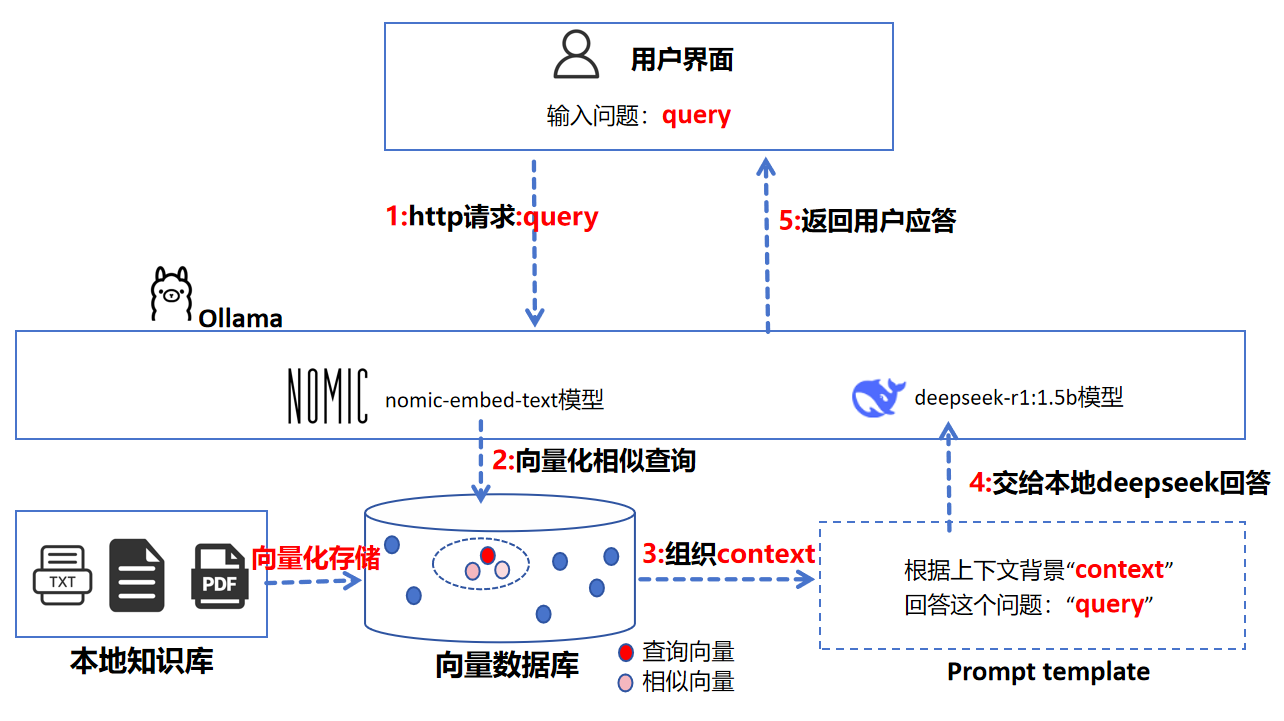 用户界面
输入问题：query
1:http请求:query
5:返回用户应答
Ollama
NOMIC
nomic-embed-text模型
deepseek-r1:1.5b模型
2:向量化相似查询
4:交给本地deepseek回答
TXT
PDF
向量化存储
3:组织context
根据上下文背景“context”
回答这个问题：“query”
本地知识库
向量数据库
查询向量
相似向量
Prompt template